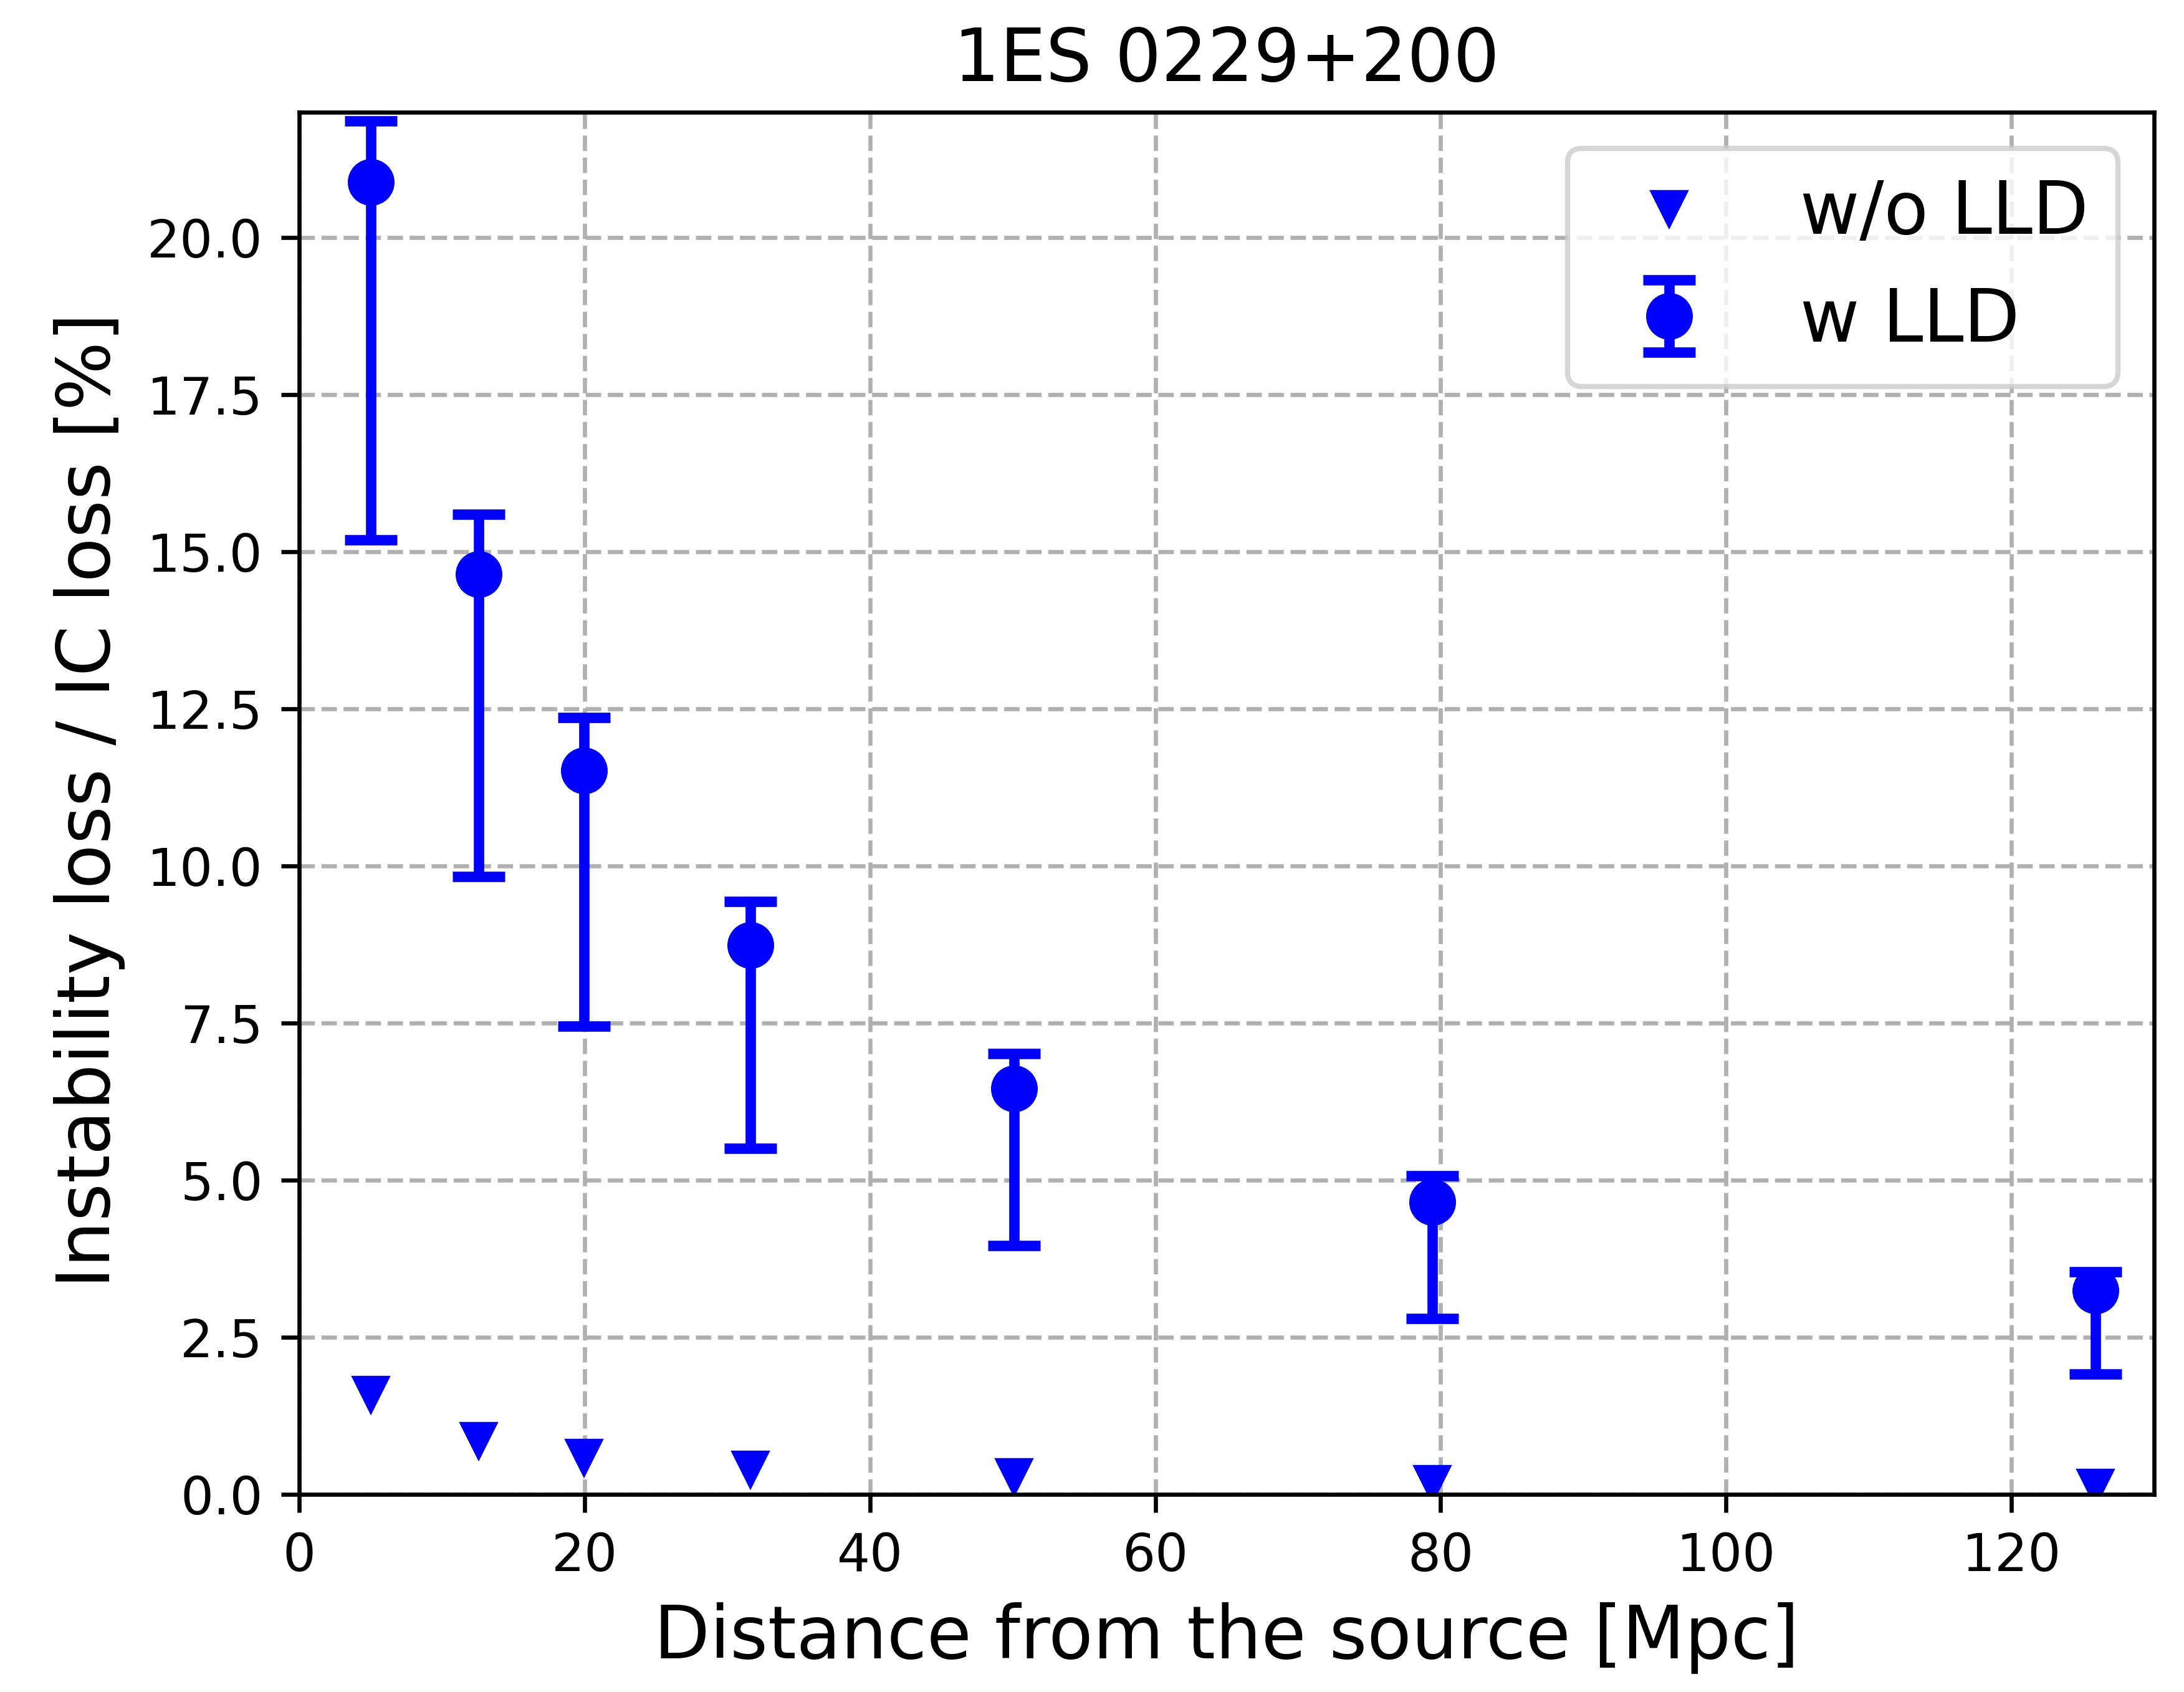 1ES 0229+200
w/o LLD
w LLD
Instability loss / IC loss [%]
20.0
17.5
15.0
12.5
10.0
7.5
5.0
2.5
0.0
0 20 40 60 80 100 120
Distance from the source [Mpc]